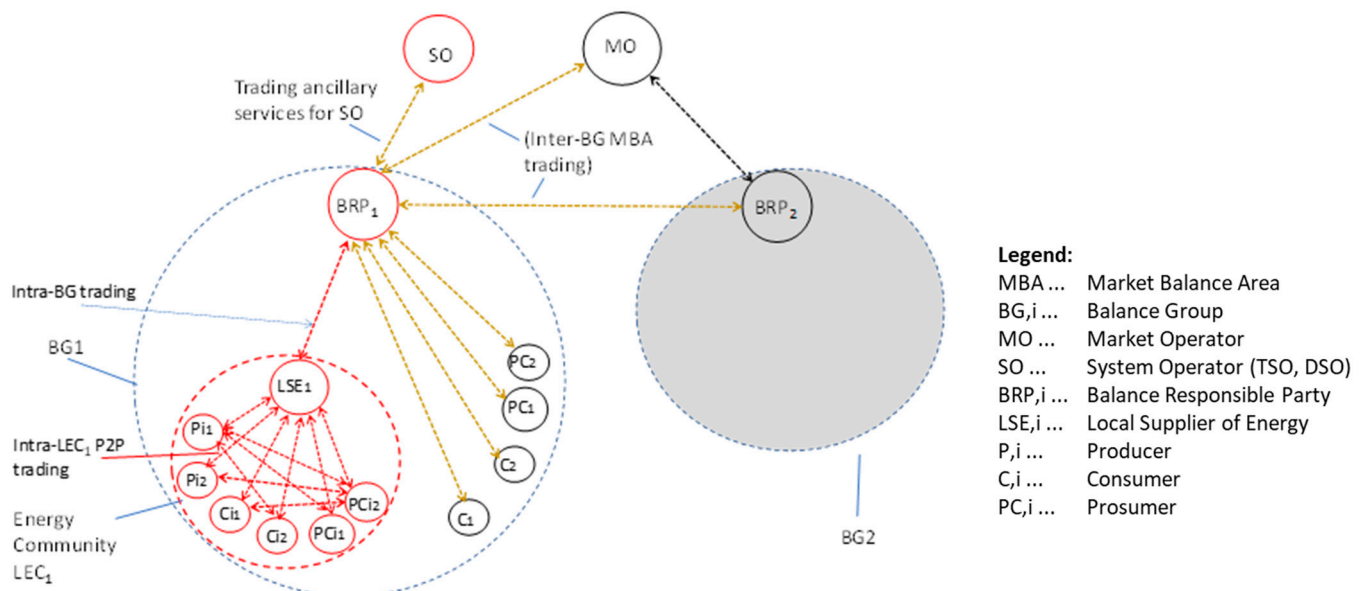 SO
MO
Trading ancillary
services for SO
(Inter-BG MBA
trading)
BRP₁
BRP₂
Intra-BG trading
BG1
LSE₁
Pi₁
Intra-LEC₁ P2P
trading
Pi₂
Ci₁
Ci₂
PCi₁
PCi₂
Energy
Community
LEC₁
PC₂
PC₁
C₂
C₁
BG2
Legend:
MBA ... Market Balance Area
BG,i ... Balance Group
MO ... Market Operator
SO ... System Operator (TSO, DSO)
BRP,i ... Balance Responsible Party
LSE,i ... Local Supplier of Energy
P,i ... Producer
C,i ... Consumer
PC,i ... Prosumer